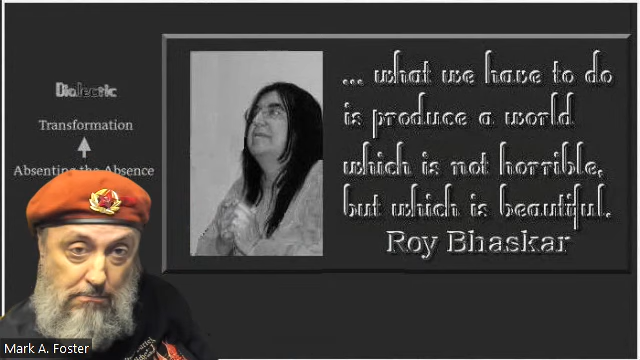 Dialectic
Transformation
Absenting the Absence
... what we have to do
is produce a world
which is not horrible,
but which is beautiful.
Roy Bhaskar
Mark A. Foster